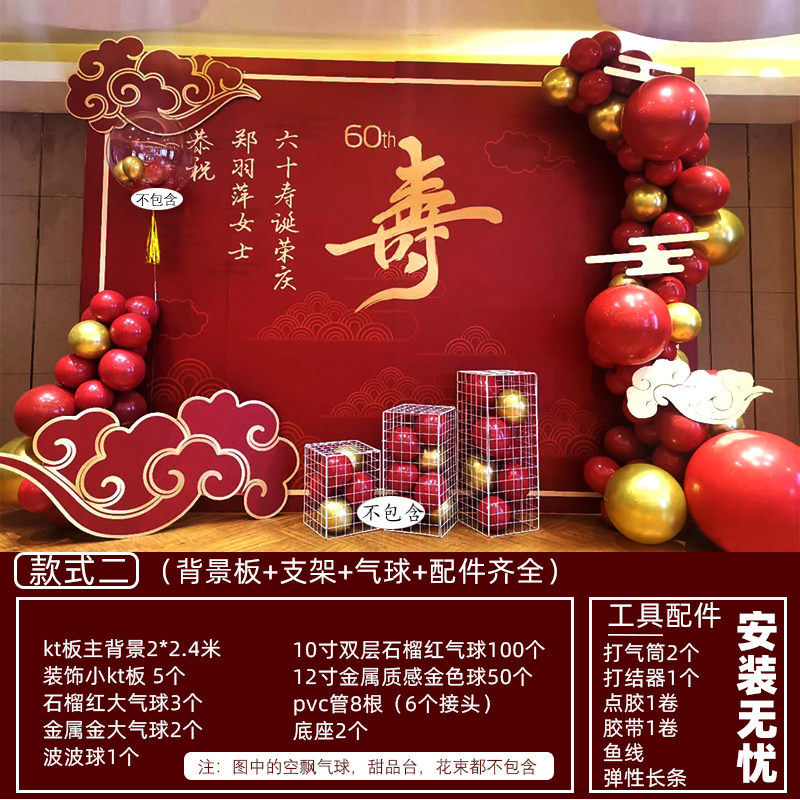 60th
寿
六十寿诞荣庆
郑羽萍女士
恭祝
不包含
不包含
款式二
（背景板+支架+气球+配件齐全）
kt板主背景2*2.4米
装饰小kt板 5个
石榴红大气球3个
金属金大气球2个
波波球1个
10寸双层石榴红气球100个
12寸金属质感金色球50个
pvc管8根（6个接头）
底座2个
注：图中的空飘气球，甜品台，花束都不包含
工具配件
打气筒2个
打结器1个
点胶1卷
胶带1卷
鱼线
弹性长条
安装无忧